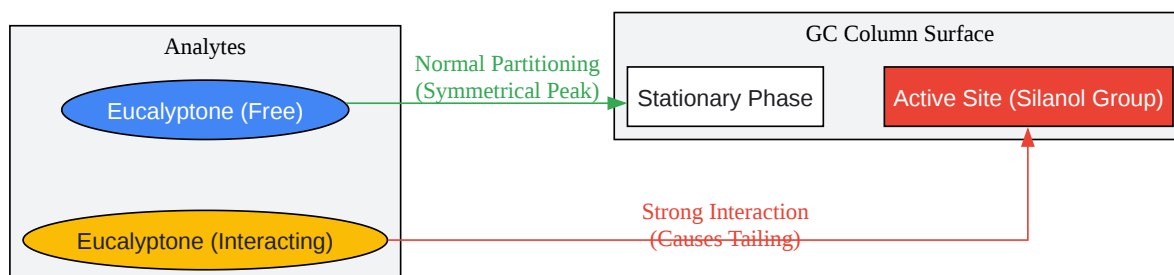 Analytes
GC Column Surface
Eucalyptone (Free)
Normal Partitioning
(Symmetrical Peak)
Stationary Phase
Active Site (Silanol Group)
Eucalyptone (Interacting)
Strong Interaction
(Causes Tailing)